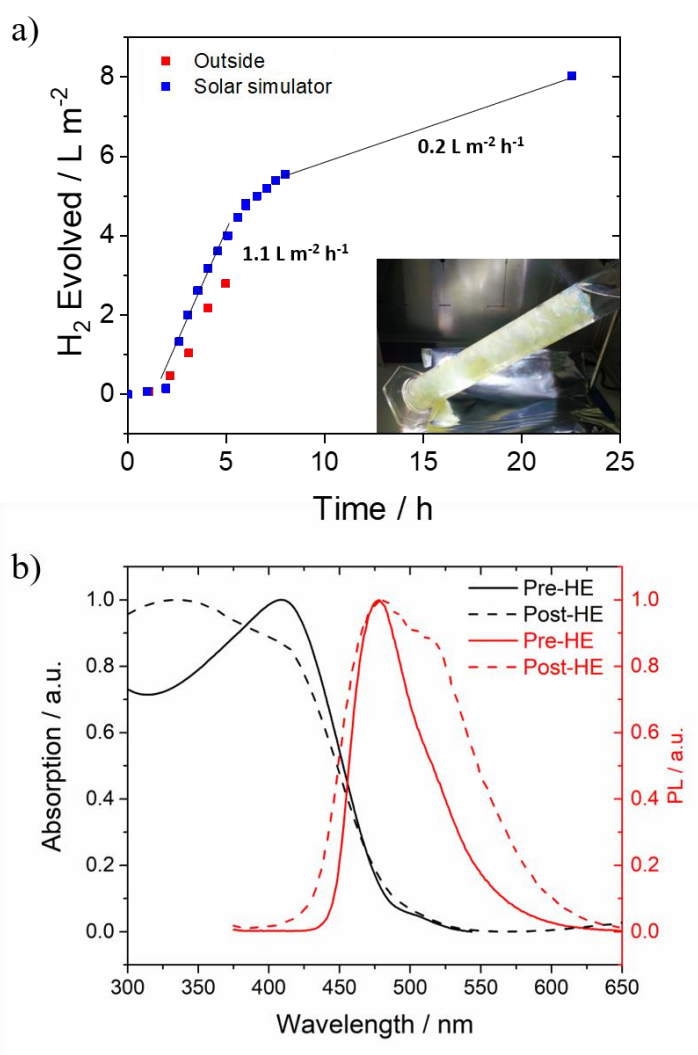 a)
H₂ Evolved / L m⁻²
8
6
4
2
0
Outside
Solar simulator
0.2 L m⁻² h⁻¹
1.1 L m⁻² h⁻¹
0 5 10 15 20 25
Time / h
b)
Absorption / a.u.
1.0
0.8
0.6
0.4
0.2
0.0
Pre-HE
Post-HE
Pre-HE
Post-HE
1.0
0.8
0.6
0.4
0.2
0.0
PL / a.u.
300 350 400 450 500 550 600 650
Wavelength / nm